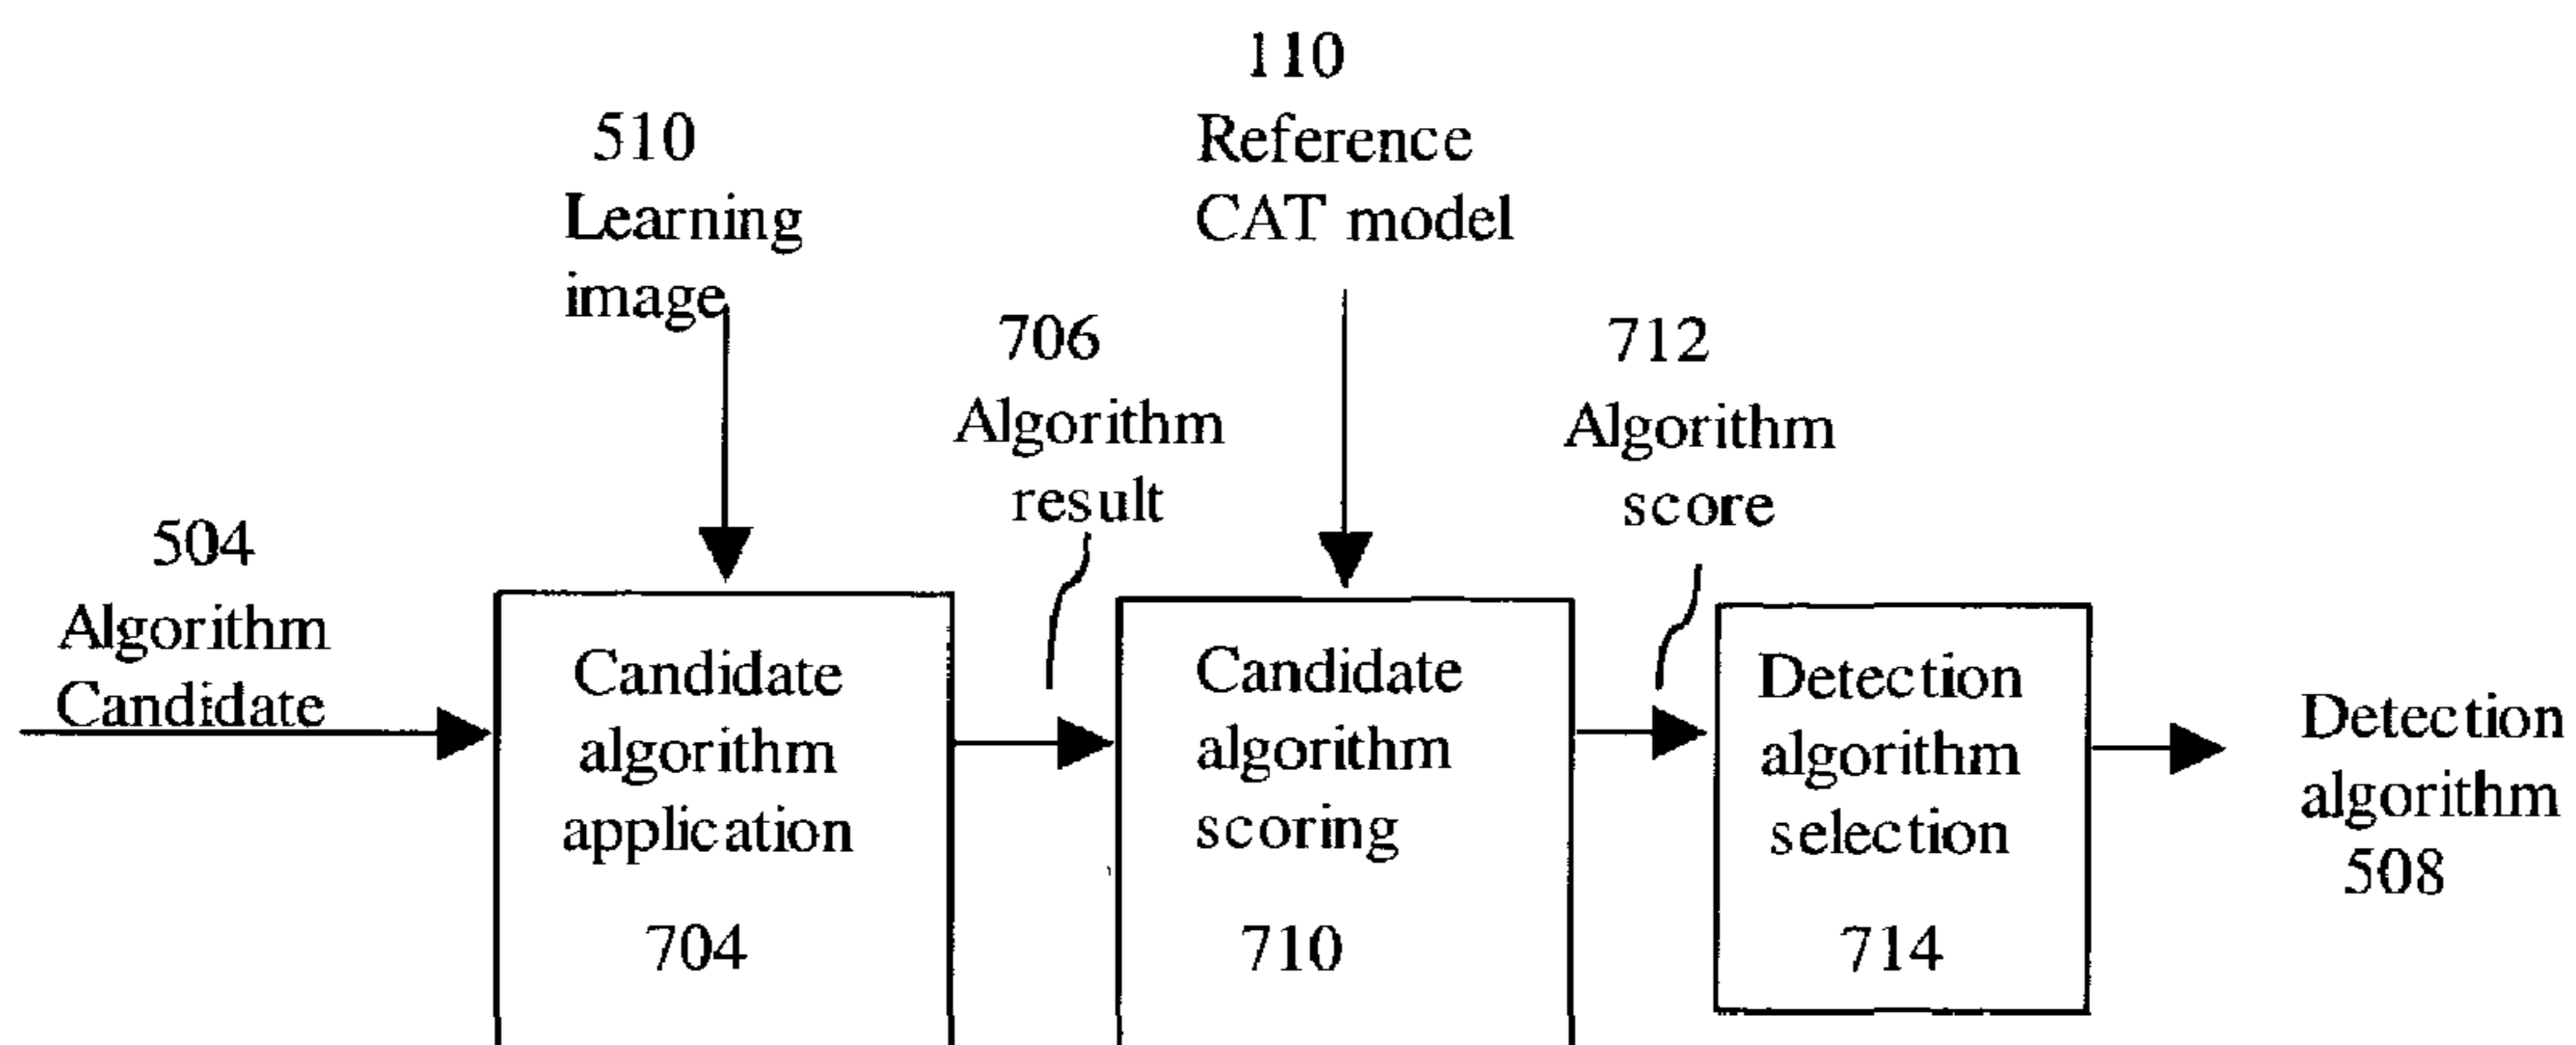 110
Reference
CAT model
510
Learning
image
706
Algorithm
result
712
Algorithm
score
504
Algorithm
Candidate
Candidate
algorithm
application
704
Candidate
algorithm
scoring
710
Detection
algorithm
selection
714
Detection
algorithm
508